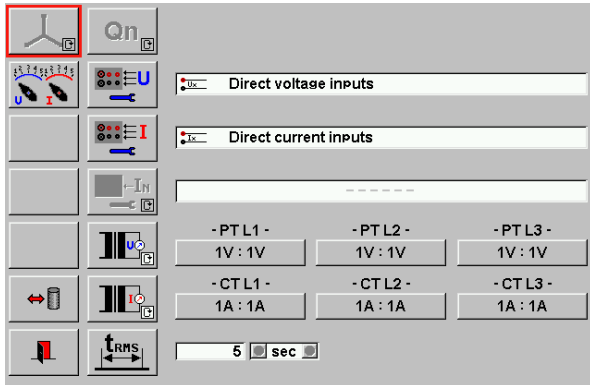 Qn
U I
U
Ux Direct voltage inputs
I
Ix Direct current inputs
←IN
------
- PT L1 - - PT L2 - - PT L3 -
U
1V : 1V 1V : 1V 1V : 1V
- CT L1 - - CT L2 - - CT L3 -
I
1A : 1A 1A : 1A 1A : 1A
tRMS
5 sec